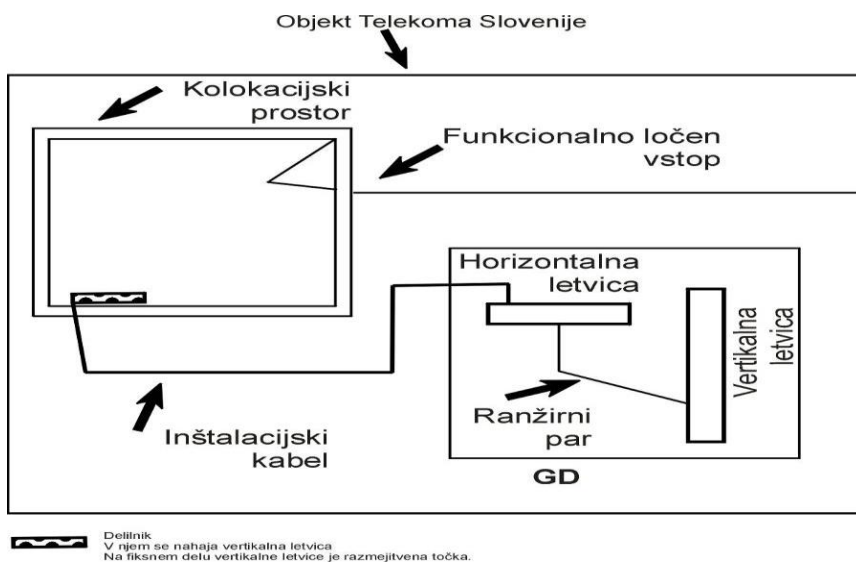 Objekt Telekoma Slovenije
Kolokacijski
prostor
Funkcionalno ločen
vstop
Horizontalna
letvica
Vertikalna
letvica
Ranžirni
par
Inštalacijski
kabel
GD
Delilnik
V njem se nahaja vertikalna letvica
Na fiksnem delu vertikalne letvice je razmejitvena točka.